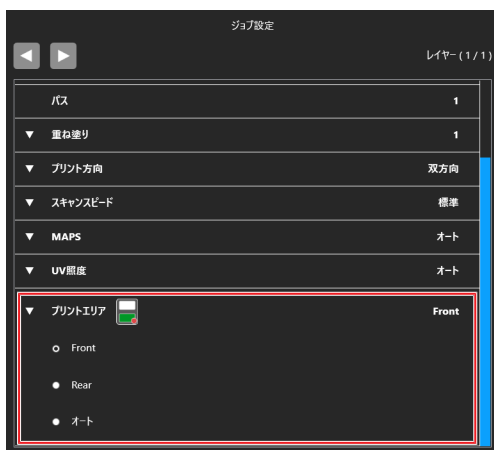 ジョブ設定
レイヤー(1/1)
パス 1
▼ 重ね塗り 1
▼ プリント方向 双方向
▼ スキャンスピード 標準
▼ MAPS オート
▼ UV照度 オート
▼ プリントエリア Front
Front
Rear
オート